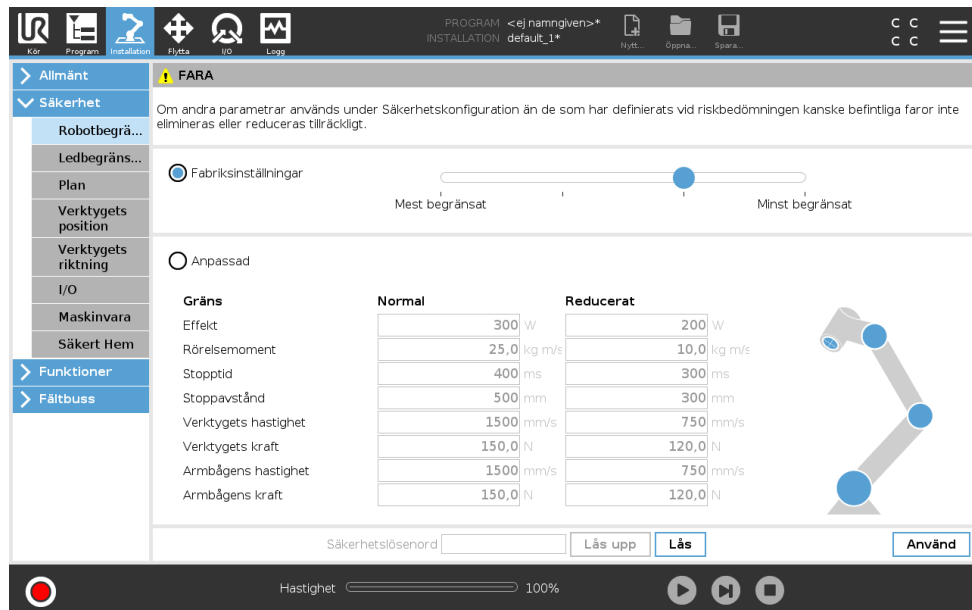 PROGRAM <ej namngiven>*
INSTALLATION default_1*
Kör
Program
Installation
Flytta
I/O
Logg
Nytt...
Öppna...
Spara...
C C
C C
Allmänt
Säkerhet
Robotbegrä...
Ledbegräns...
Plan
Verktygets
position
Verktygets
riktning
I/O
Maskinvara
Säkert Hem
Funktioner
Fältbuss
FARA
Om andra parametrar används under Säkerhetskonfiguration än de som har definierats vid riskbedömningen kanske befintliga faror inte
elimineras eller reduceras tillräckligt.
Fabriksinställningar
Mest begränsat
Minst begränsat
Anpassad
Gräns Normal Reducerat
Effekt 300 W 200 W
Rörelsemoment 25,0 kg m/s 10,0 kg m/s
Stopptid 400 ms 300 ms
Stoppavstånd 500 mm 300 mm
Verktygets hastighet 1500 mm/s 750 mm/s
Verktygets kraft 150,0 N 120,0 N
Armbågens hastighet 1500 mm/s 750 mm/s
Armbågens kraft 150,0 N 120,0 N
Säkerhetslösenord Lås upp Lås Använd
Hastighet 100%